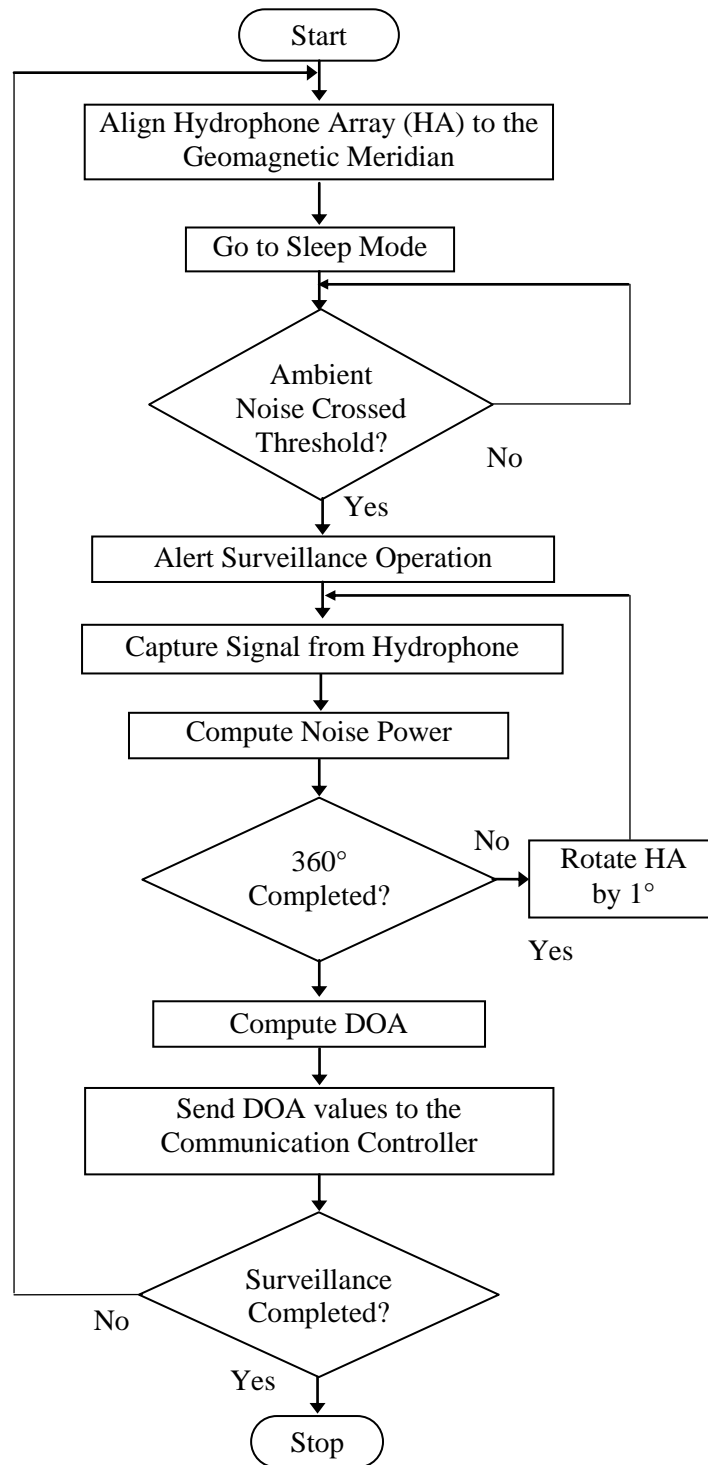 Start
Align Hydrophone Array (HA) to the
Geomagnetic Meridian
Go to Sleep Mode
Ambient
Noise Crossed
Threshold?
No
Yes
Alert Surveillance Operation
Capture Signal from Hydrophone
Compute Noise Power
360°
Completed?
No
Rotate HA
by 1°
Yes
Compute DOA
Send DOA values to the
Communication Controller
Surveillance
Completed?
No
Yes
Stop